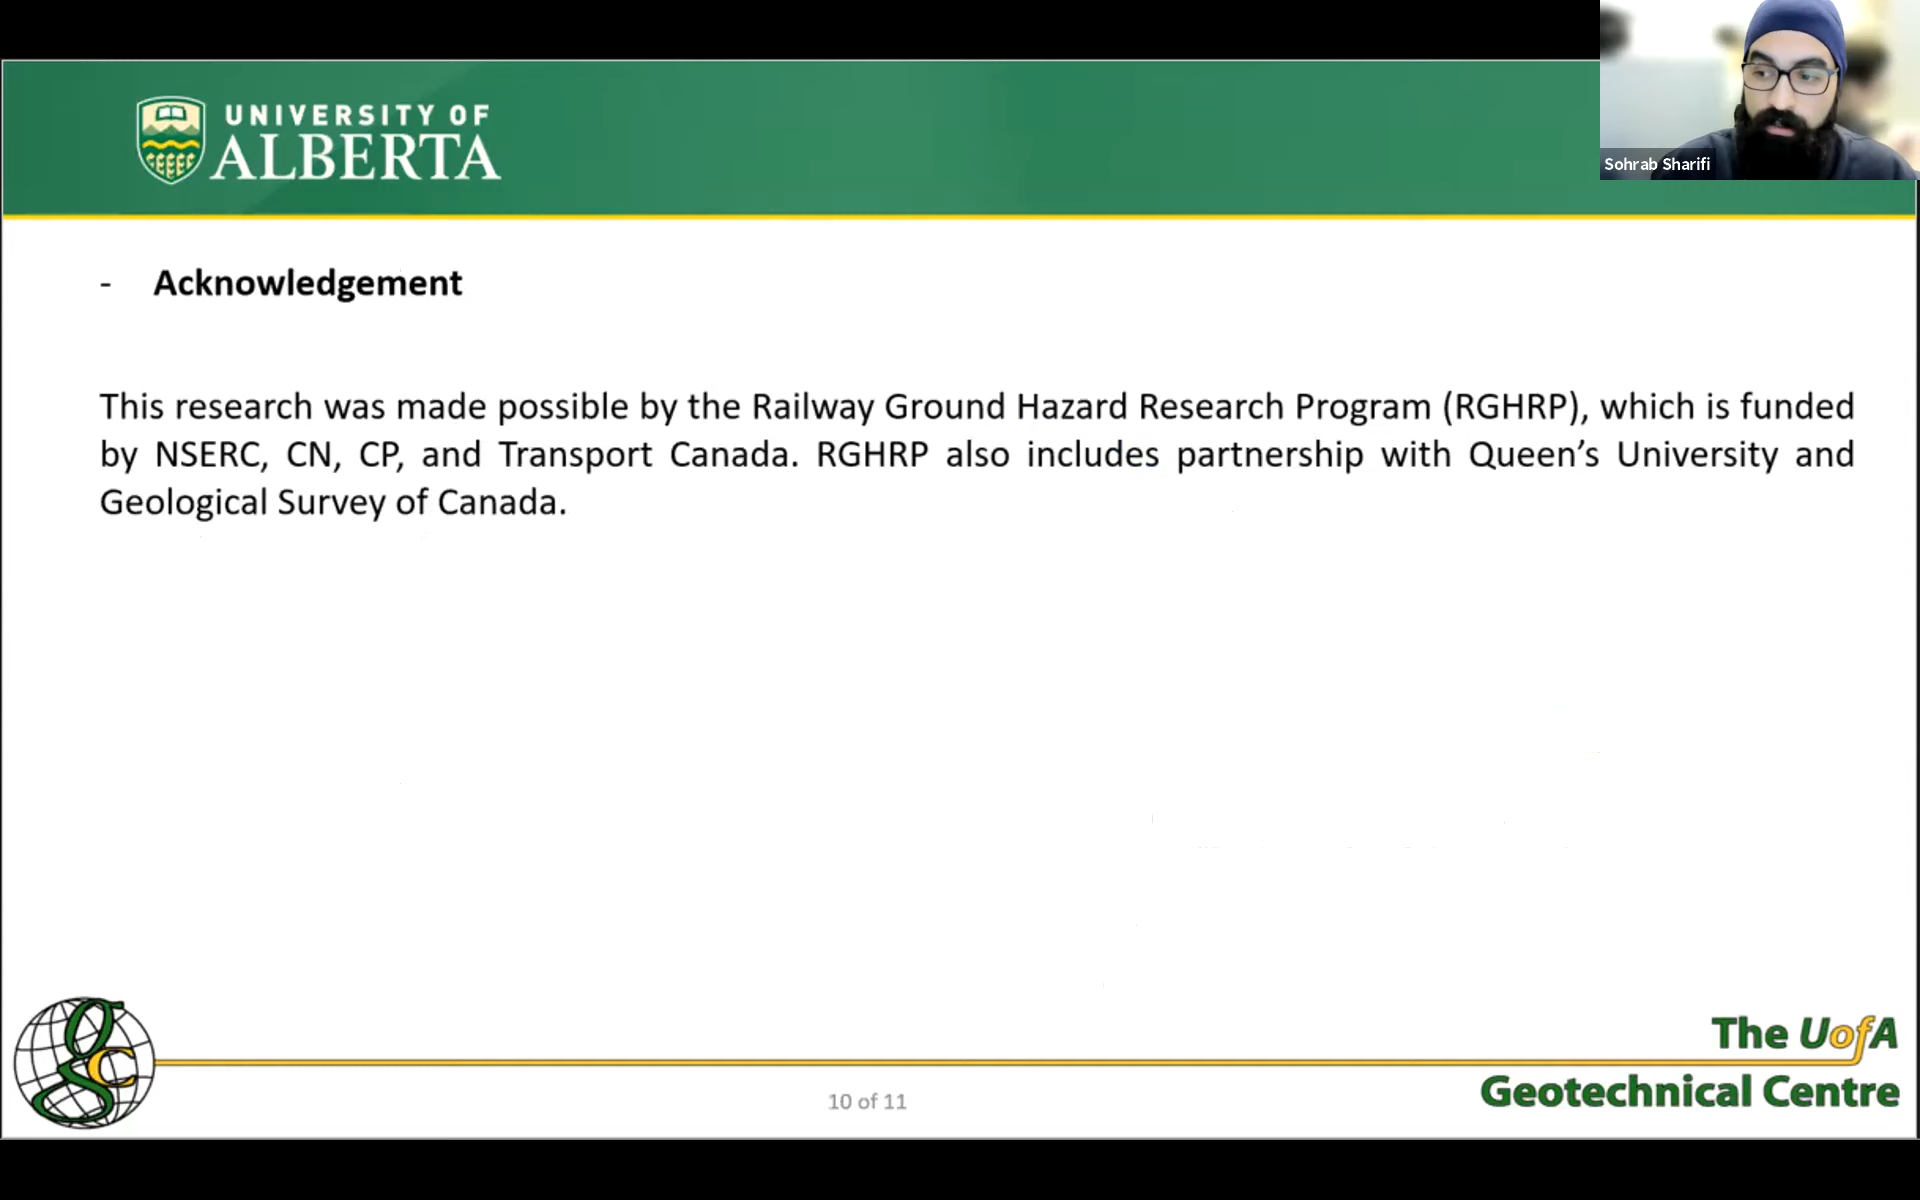 UNIVERSITY OF
ALBERTA
Sohrab Sharifi
- Acknowledgement
This research was made possible by the Railway Ground Hazard Research Program (RGHRP), which is funded
by NSERC, CN, CP, and Transport Canada. RGHRP also includes partnership with Queen’s University and
Geological Survey of Canada.
gc
The UofA
Geotechnical Centre
10 of 11